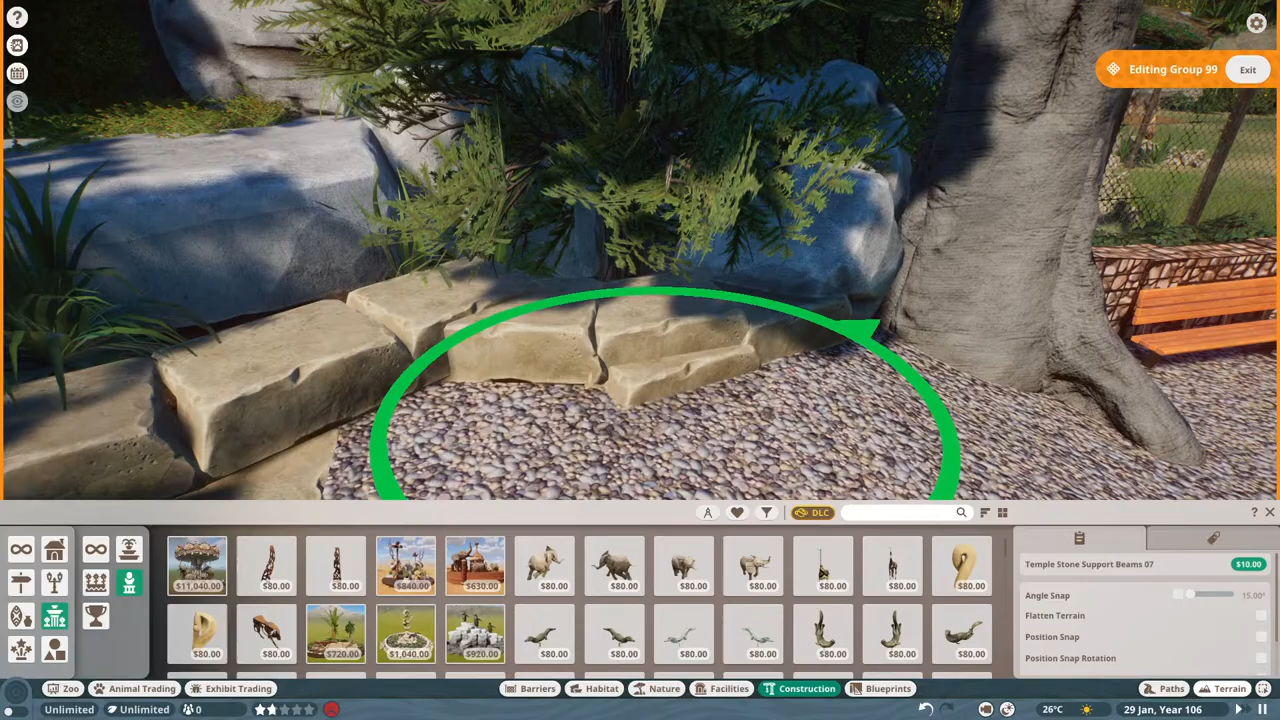 Editing Group 99
Exit
DLC
$11,040.00
$80.00
$80.00
$840.00
$630.00
$80.00
$80.00
$80.00
$80.00
$80.00
$80.00
$80.00
Temple Stone Support Beams 07
$10.00
Angle Snap
15.00°
Flatten Terrain
Position Snap
Position Snap Rotation
$80.00
$80.00
$720.00
$1,040.00
$920.00
$80.00
$80.00
$80.00
$80.00
$80.00
$80.00
$80.00
Zoo
Animal Trading
Exhibit Trading
Barriers
Habitat
Nature
Facilities
Construction
Blueprints
Paths
Terrain
Unlimited
Unlimited
0
26°C
29 Jan, Year 106